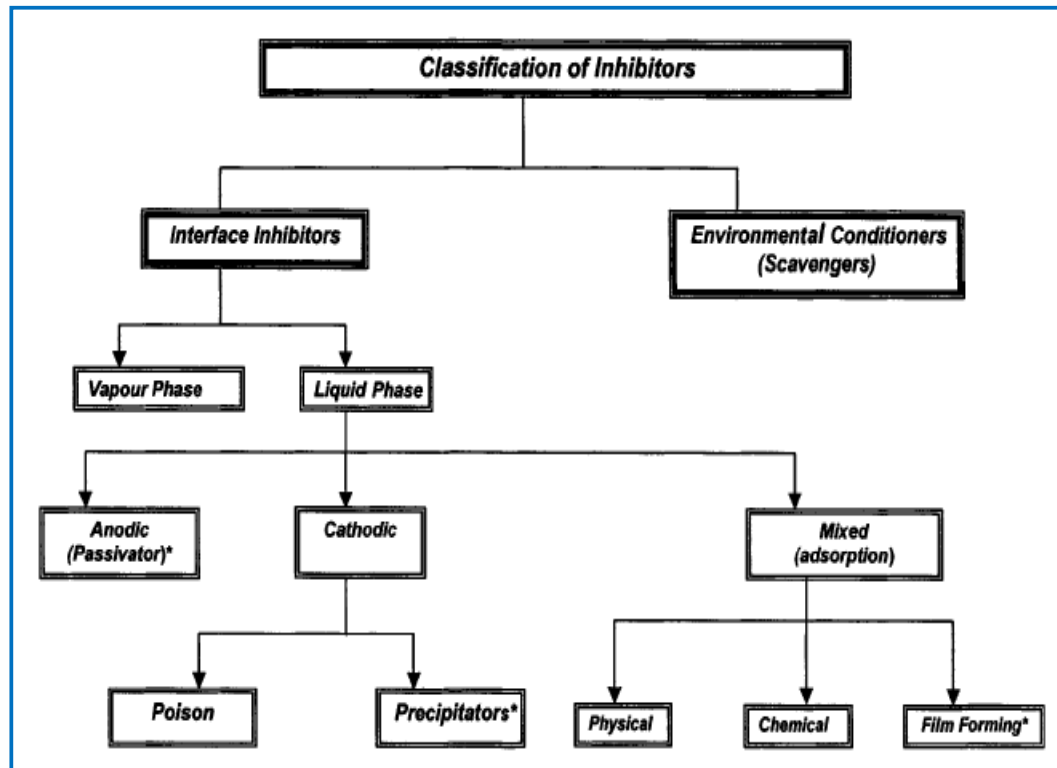 Classification of Inhibitors
Interface Inhibitors
Environmental Conditioners
(Scavengers)
Vapour Phase
Liquid Phase
Anodic
(Passivator)*
Cathodic
Mixed
(adsorption)
Poison
Precipitators*
Physical
Chemical
Film Forming*